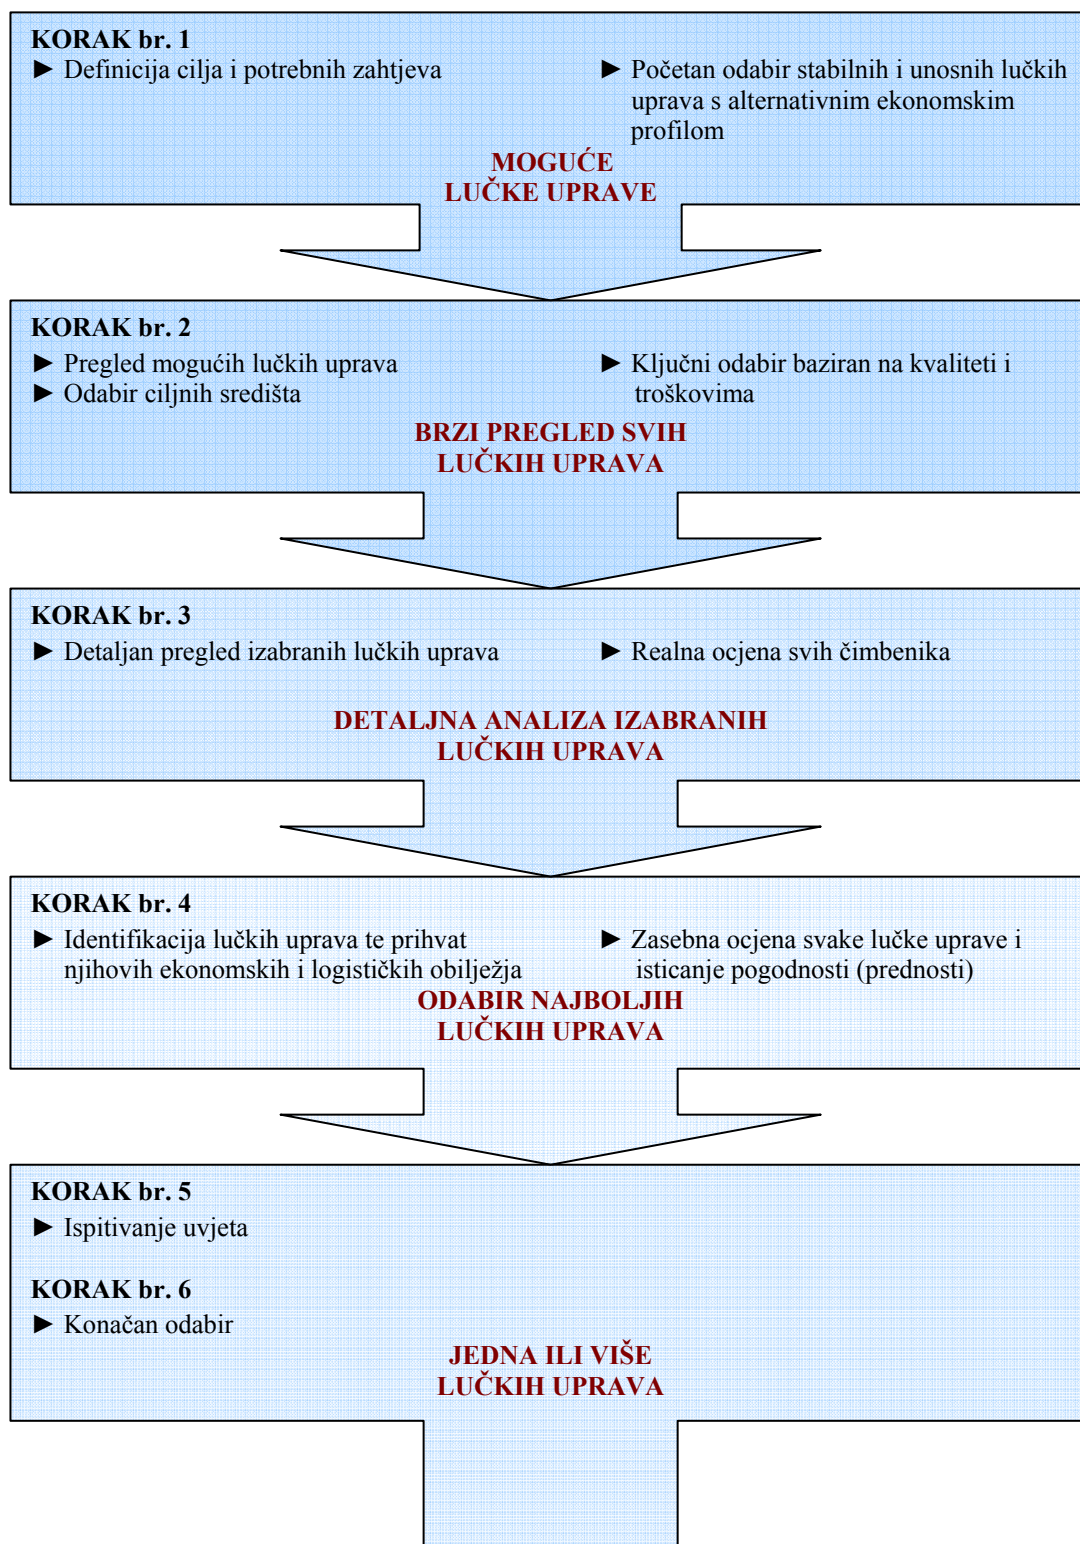 KORAK br. 1
► Definicija cilja i potrebnih zahtjeva
► Početan odabir stabilnih i unosnih lučkih
uprava s alternativnim ekonomskim
profilom
MOGUĆE
LUČKE UPRAVE
KORAK br. 2
► Pregled mogućih lučkih uprava
► Odabir ciljnih središta
► Ključni odabir baziran na kvaliteti i
troškovima
BRZI PREGLED SVIH
LUČKIH UPRAVA
KORAK br. 3
► Detaljan pregled izabranih lučkih uprava
► Realna ocjena svih čimbenika
DETALJNA ANALIZA IZABRANIH
LUČKIH UPRAVA
KORAK br. 4
► Identifikacija lučkih uprava te prihvat
njihovih ekonomskih i logističkih obilježja
► Zasebna ocjena svake lučke uprave i
isticanje pogodnosti (prednosti)
ODABIR NAJBOLJIH
LUČKIH UPRAVA
KORAK br. 5
► Ispitivanje uvjeta
KORAK br. 6
► Konačan odabir
JEDNA ILI VIŠE
LUČKIH UPRAVA